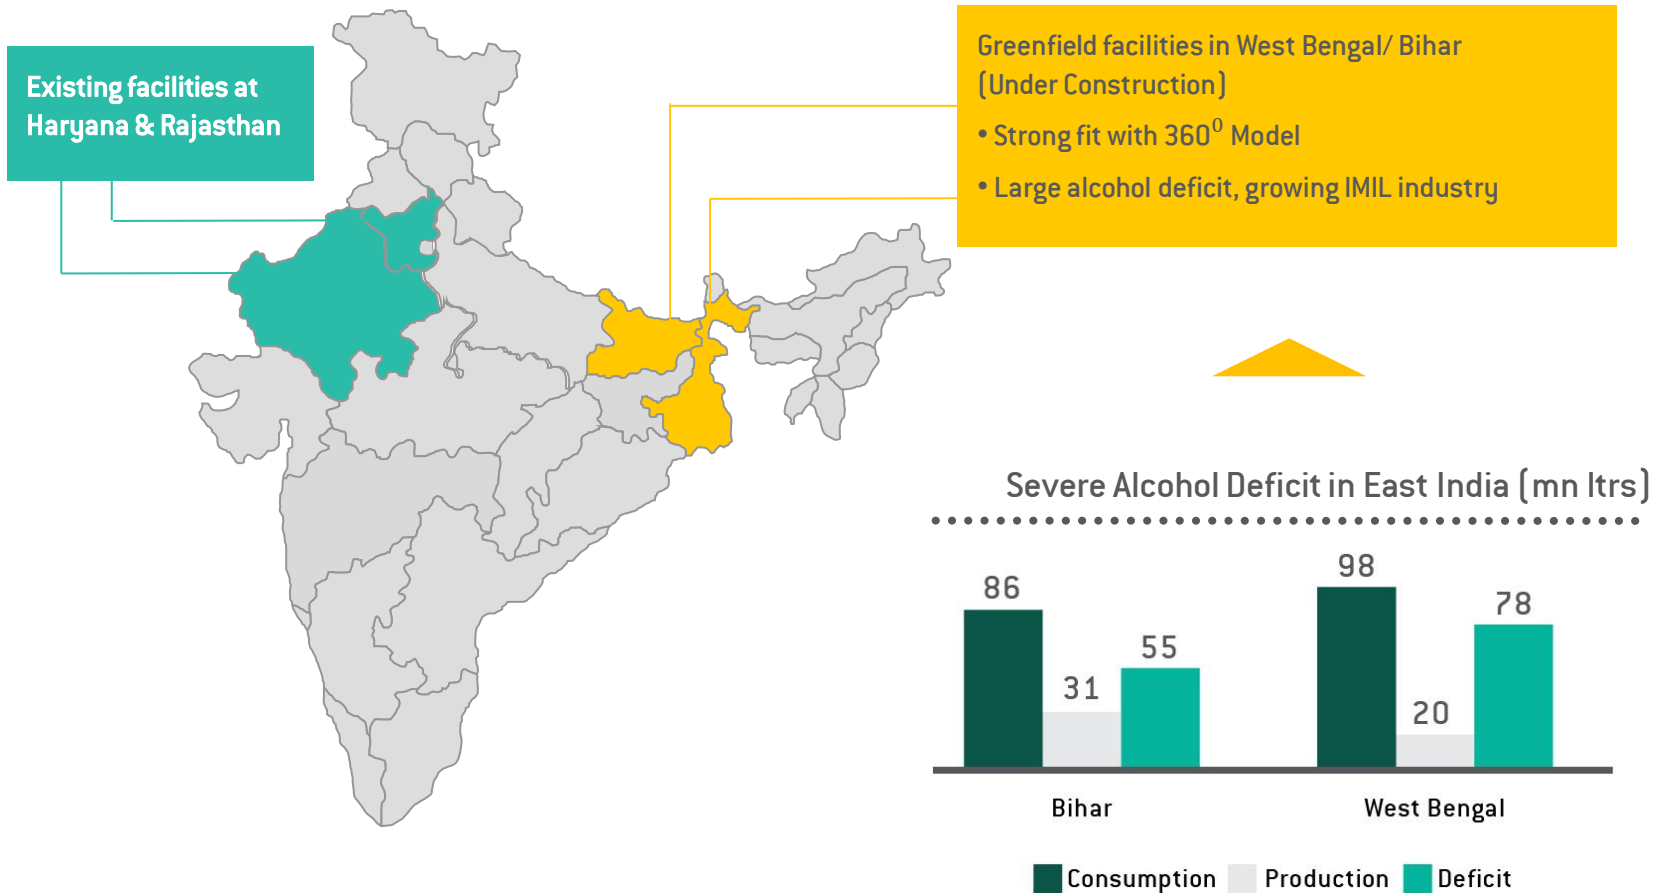 Existing facilities at
Haryana & Rajasthan
Greenfield facilities in West Bengal/ Bihar
(Under Construction)
• Strong fit with 360⁰ Model
• Large alcohol deficit, growing IMIL industry
Severe Alcohol Deficit in East India (mn ltrs)
86
31
55
98
20
78
Bihar
West Bengal
Consumption
Production
Deficit